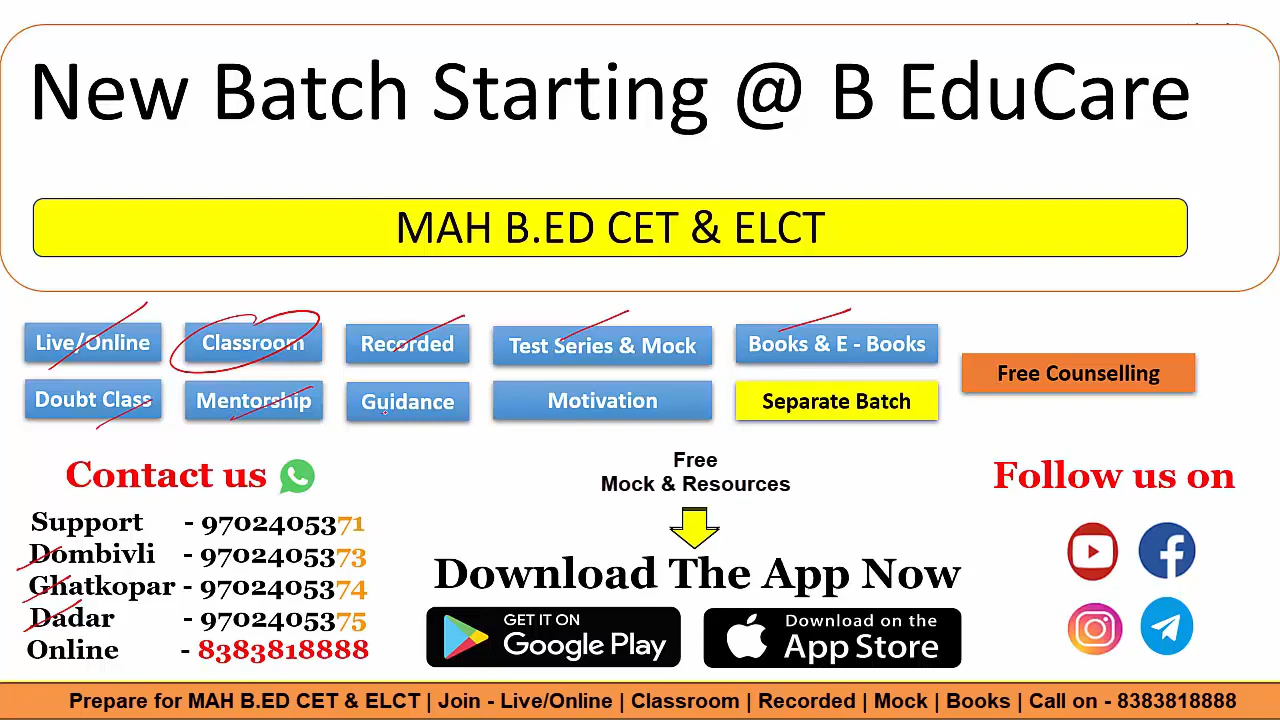 New Batch Starting @ B EduCare
MAH B.ED CET & ELCT
Live/Online
Classroom
Recorded
Test Series & Mock
Books & E - Books
Doubt Class
Mentorship
Guidance
Motivation
Separate Batch
Free Counselling
Contact us
Support - 9702405371
Dombivli - 9702405373
Ghatkopar - 9702405374
Dadar - 9702405375
Online - 8383818888
Free
Mock & Resources
Download The App Now
GET IT ON
Google Play
Download on the
App Store
Follow us on
Prepare for MAH B.ED CET & ELCT | Join - Live/Online | Classroom | Recorded | Mock | Books | Call on - 8383818888